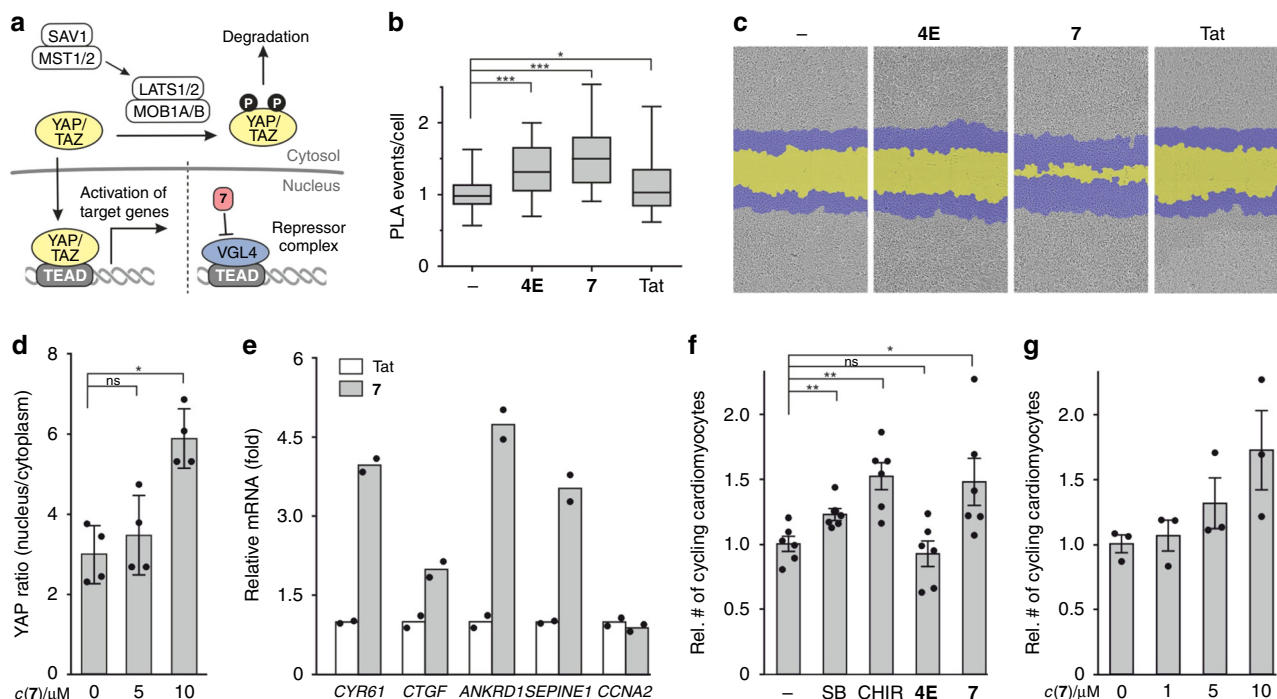 a
SAV1
MST1/2
LATS1/2
MOB1A/B
Degradation
P P
YAP/
TAZ
YAP/
TAZ
Cytosol
Nucleus
Activation of
target genes
7
Repressor
complex
YAP/
TAZ
VGL4
TEAD
TEAD
b
PLA events/cell
2
1
0
*
***
***
– 4E 7 Tat
c
– 4E 7 Tat
d
YAP ratio (nucleus/cytoplasm)
8
6
4
2
0
*
ns
c(7)/μM 0 5 10
e
Relative mRNA (fold)
6
4.5
3.0
1.5
0
Tat
7
CYR61 CTGF ANKRD1 SEPINE1 CCNA2
f
Rel. # of cycling cardiomyocytes
2.0
1.5
1.0
0.5
0
*
ns
**
**
– SB CHIR 4E 7
g
Rel. # of cycling cardiomyocytes
2.0
1.5
1.0
0.5
0
c(7)/μM 0 1 5 10